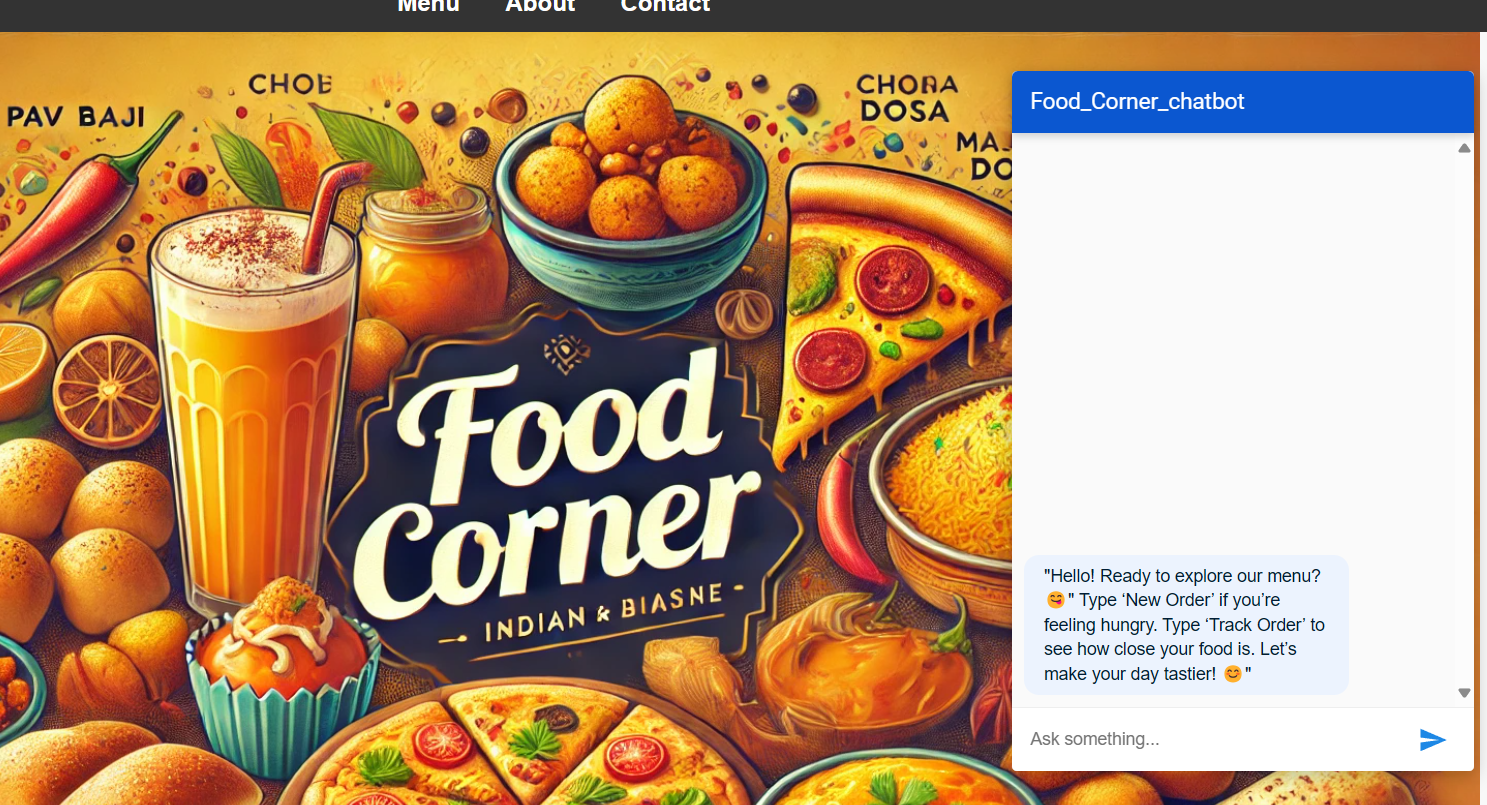 Menu About Contact
CHOE
PAV BAJI
CHORA
DOSA
MA
DO
Food
Corner
INDIAN & BIASNE
Food_Corner_chatbot
"Hello! Ready to explore our menu?
😋" Type ‘New Order’ if you’re
feeling hungry. Type ‘Track Order’ to
see how close your food is. Let’s
make your day tastier! 😊"
Ask something...